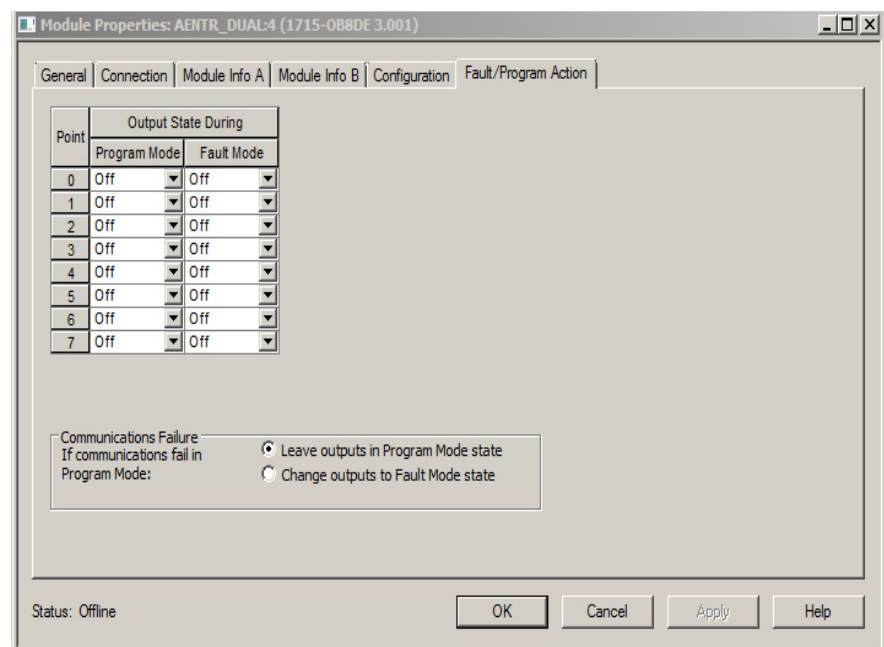 Module Properties: AENTR_DUAL:4 (1715-OB8DE 3.001)
General Connection Module Info A Module Info B Configuration Fault/Program Action
Point Output State During
Program Mode Fault Mode
0 Off Off
1 Off Off
2 Off Off
3 Off Off
4 Off Off
5 Off Off
6 Off Off
7 Off Off
Communications Failure
If communications fail in
Program Mode:
Leave outputs in Program Mode state
Change outputs to Fault Mode state
Status: Offline
OK Cancel Apply Help